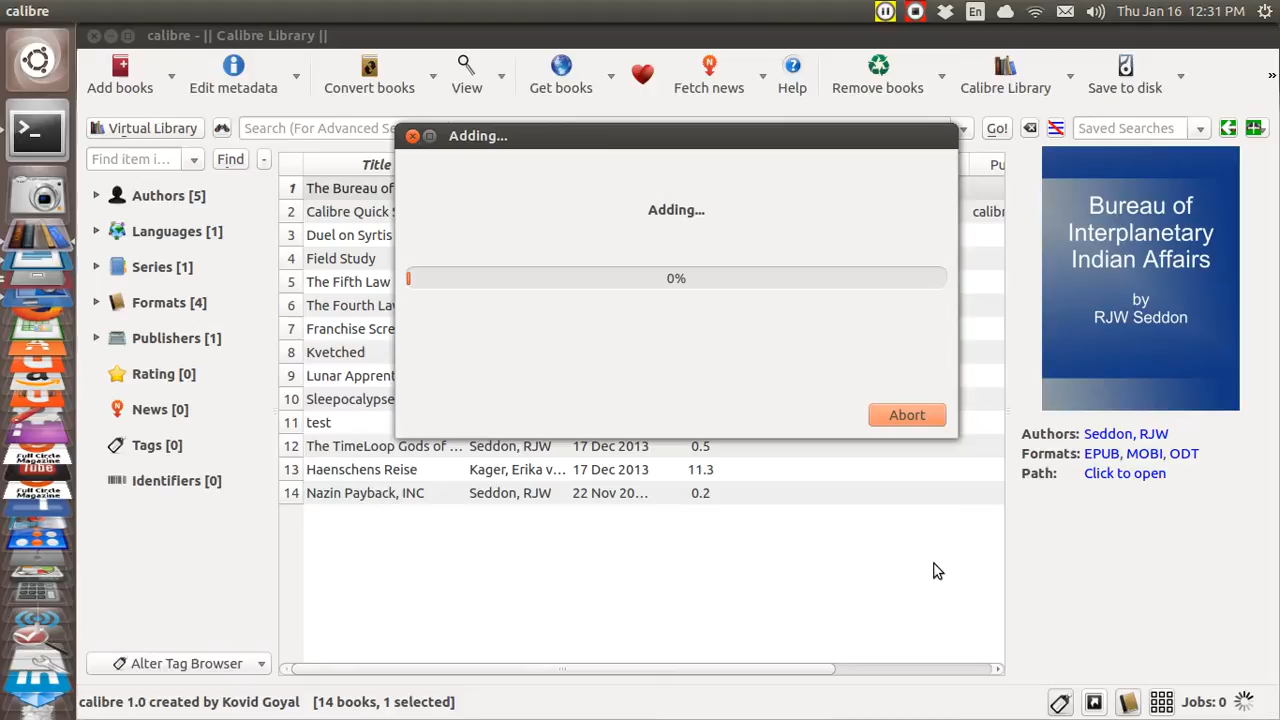 calibre
En
Thu Jan 16 12:31 PM
calibre - || Calibre Library ||
Add books
Edit metadata
Convert books
View
Get books
Fetch news
Help
Remove books
Calibre Library
Save to disk
»
Virtual Library
Search (For Advanced Se
Go!
Saved Searches
Find item i…
Find
-
Authors [5]
Languages [1]
Series [1]
Formats [4]
Publishers [1]
Rating [0]
News [0]
Tags [0]
Identifiers [0]
Alter Tag Browser
Title
Pu
1 The Bureau of
2 Calibre Quick S calibr
3 Duel on Syrtis
4 Field Study
5 The Fifth Law
6 The Fourth La
7 Franchise Scre
8 Kvetched
9 Lunar Apprent
10 Sleepocalypse
11 test
12 The TimeLoop Gods of … Seddon, RJW 17 Dec 2013 0.5
13 Haenschens Reise Kager, Erika v… 17 Dec 2013 11.3
14 Nazin Payback, INC Seddon, RJW 22 Nov 20… 0.2
Adding...
Adding...
0%
Abort
Bureau of
Interplanetary
Indian Affairs
by
RJW Seddon
Authors: Seddon, RJW
Formats: EPUB, MOBI, ODT
Path: Click to open
Full Circle
Magazine
Tube
Full Circle
Magazine
calibre 1.0 created by Kovid Goyal [14 books, 1 selected]
Jobs: 0